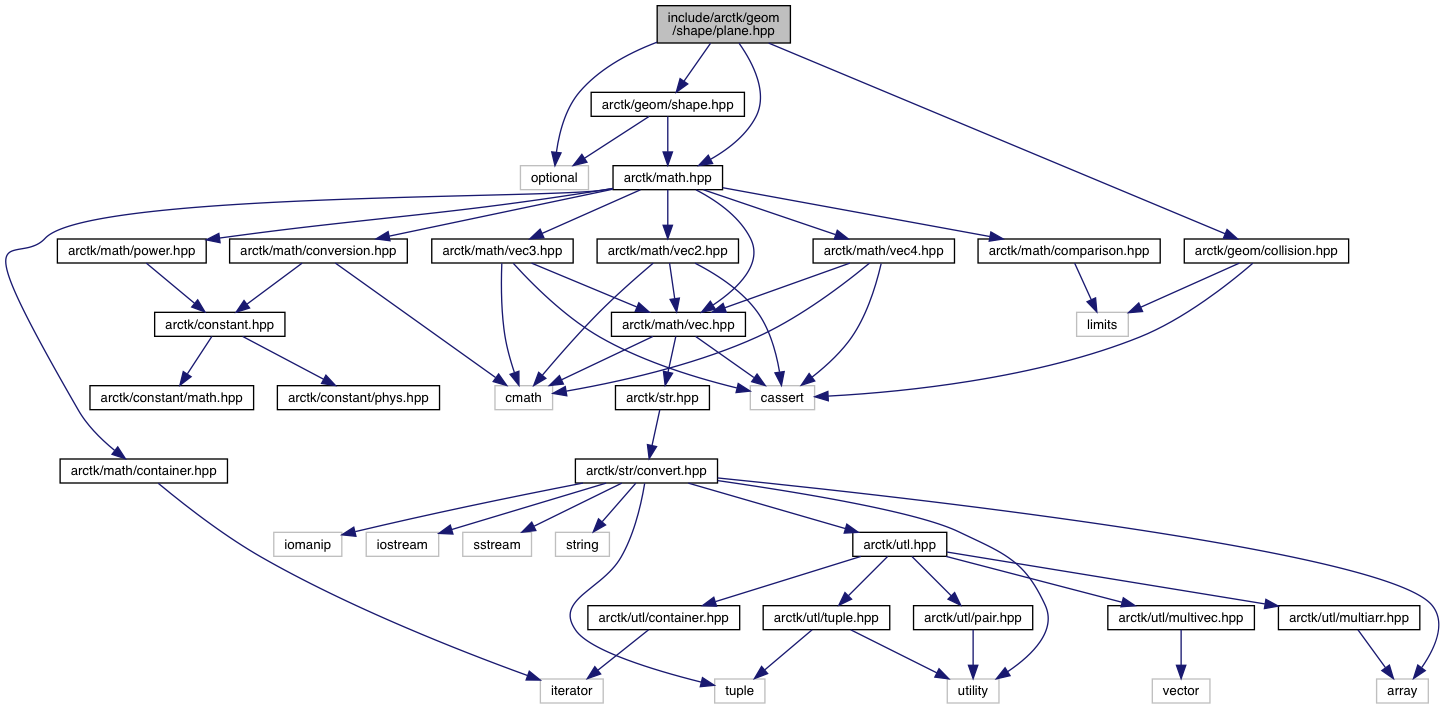 include/arctk/geom
/shape/plane.hpp
arctk/geom/shape.hpp
optional
arctk/math.hpp
arctk/math/power.hpp
arctk/math/conversion.hpp
arctk/math/vec3.hpp
arctk/math/vec2.hpp
arctk/math/vec4.hpp
arctk/math/comparison.hpp
arctk/geom/collision.hpp
arctk/constant.hpp
arctk/math/vec.hpp
limits
arctk/constant/math.hpp
arctk/constant/phys.hpp
cmath
arctk/str.hpp
cassert
arctk/math/container.hpp
arctk/str/convert.hpp
iomanip
iostream
sstream
string
arctk/utl.hpp
arctk/utl/container.hpp
arctk/utl/tuple.hpp
arctk/utl/pair.hpp
arctk/utl/multivec.hpp
arctk/utl/multiarr.hpp
iterator
tuple
utility
vector
array